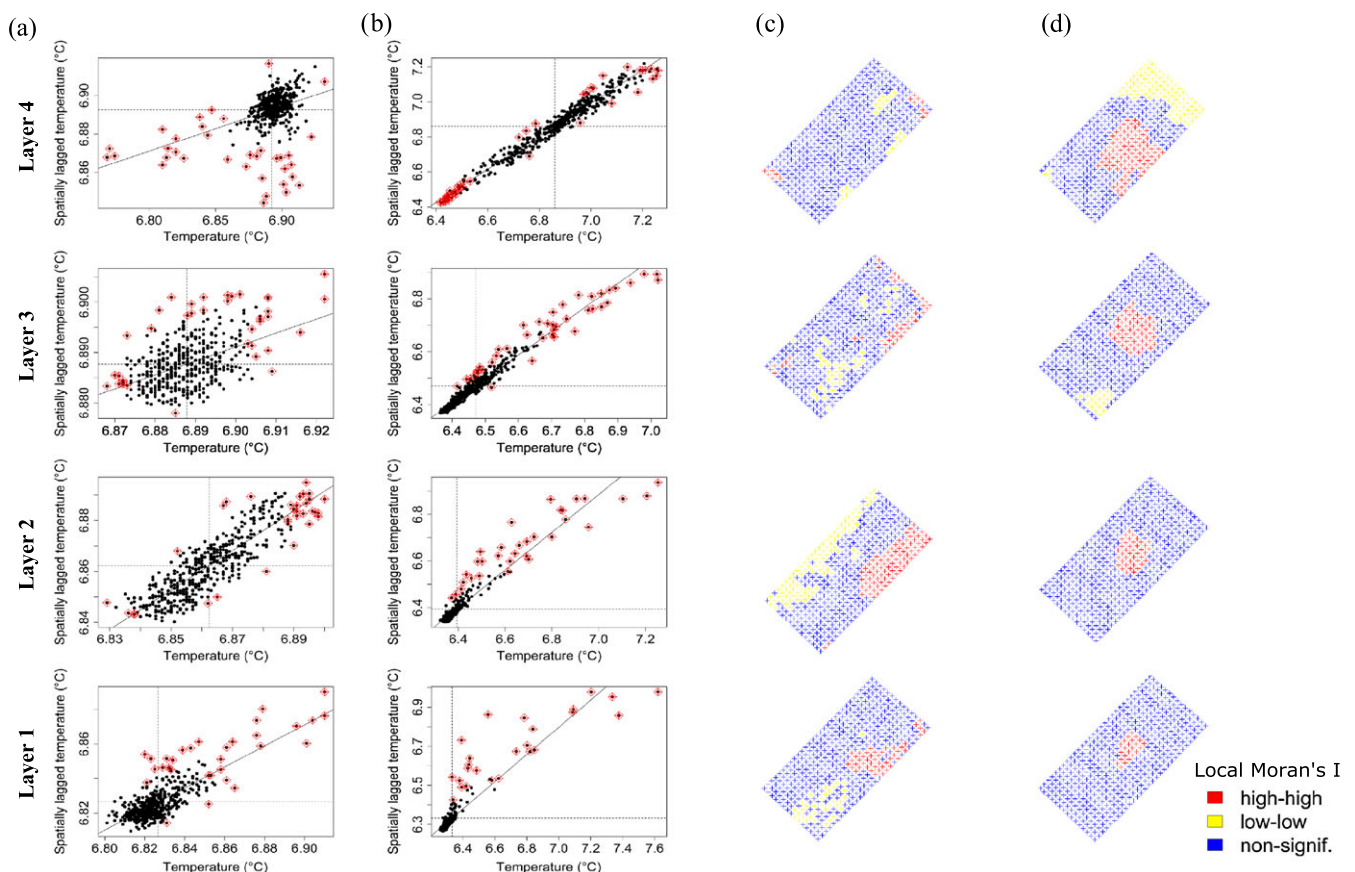 (a)
(b)
(c)
(d)
Layer 4
Spatially lagged temperature (°C)
6.90
6.88
6.86
6.80
6.85
6.90
Temperature (°C)
Spatially lagged temperature (°C)
7.2
7.0
6.8
6.6
6.4
6.4
6.6
6.8
7.0
7.2
Temperature (°C)
Layer 3
Spatially lagged temperature (°C)
6.900
6.890
6.880
6.87
6.88
6.89
6.90
6.91
6.92
Temperature (°C)
Spatially lagged temperature (°C)
6.8
6.6
6.4
6.4
6.5
6.6
6.7
6.8
6.9
7.0
Temperature (°C)
Layer 2
Spatially lagged temperature (°C)
6.88
6.86
6.84
6.83
6.85
6.87
6.89
Temperature (°C)
Spatially lagged temperature (°C)
6.8
6.6
6.4
6.4
6.6
6.8
7.0
7.2
Temperature (°C)
Layer 1
Spatially lagged temperature (°C)
6.86
6.84
6.82
6.80
6.82
6.84
6.86
6.88
6.90
Temperature (°C)
Spatially lagged temperature (°C)
6.9
6.7
6.5
6.3
6.4
6.6
6.8
7.0
7.2
7.4
7.6
Temperature (°C)
Local Moran's I
high-high
low-low
non-signif.